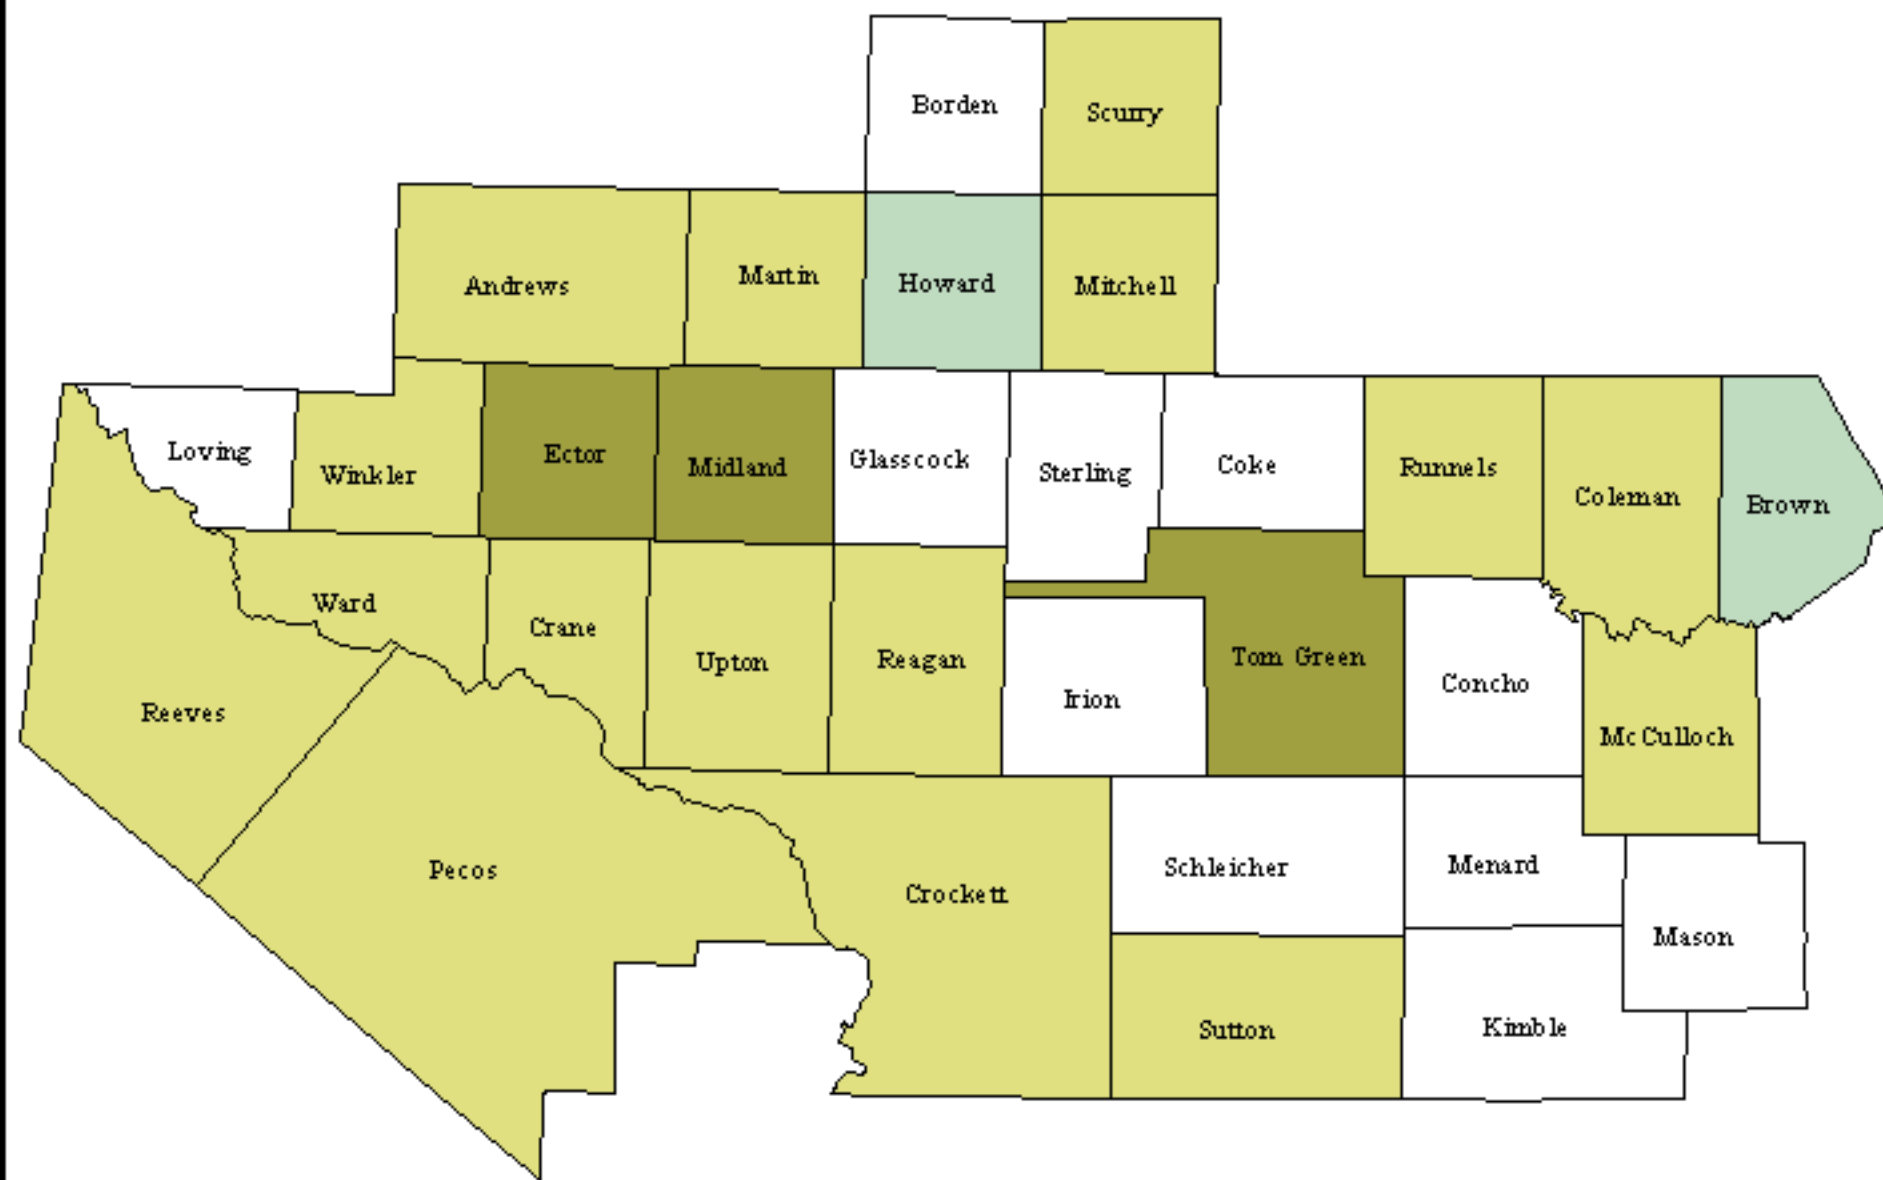 Borden
Scurry
Andrews
Martin
Howard
Mitchell
Loving
Winkler
Ector
Midland
Glasscock
Sterling
Coke
Runnels
Coleman
Brown
Ward
Crane
Upton
Reagan
Irion
Tom Green
Concho
McCulloch
Reeves
Pecos
Crockett
Schleicher
Menard
Mason
Sutton
Kimble